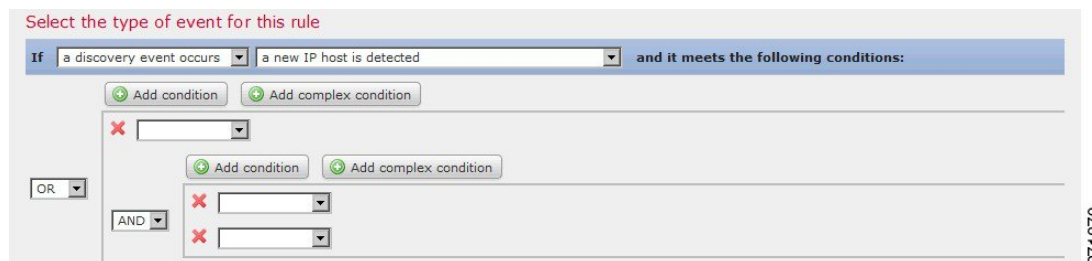 Select the type of event for this rule
If a discovery event occurs a new IP host is detected and it meets the following conditions:
Add condition Add complex condition
Add condition Add complex condition
OR
AND